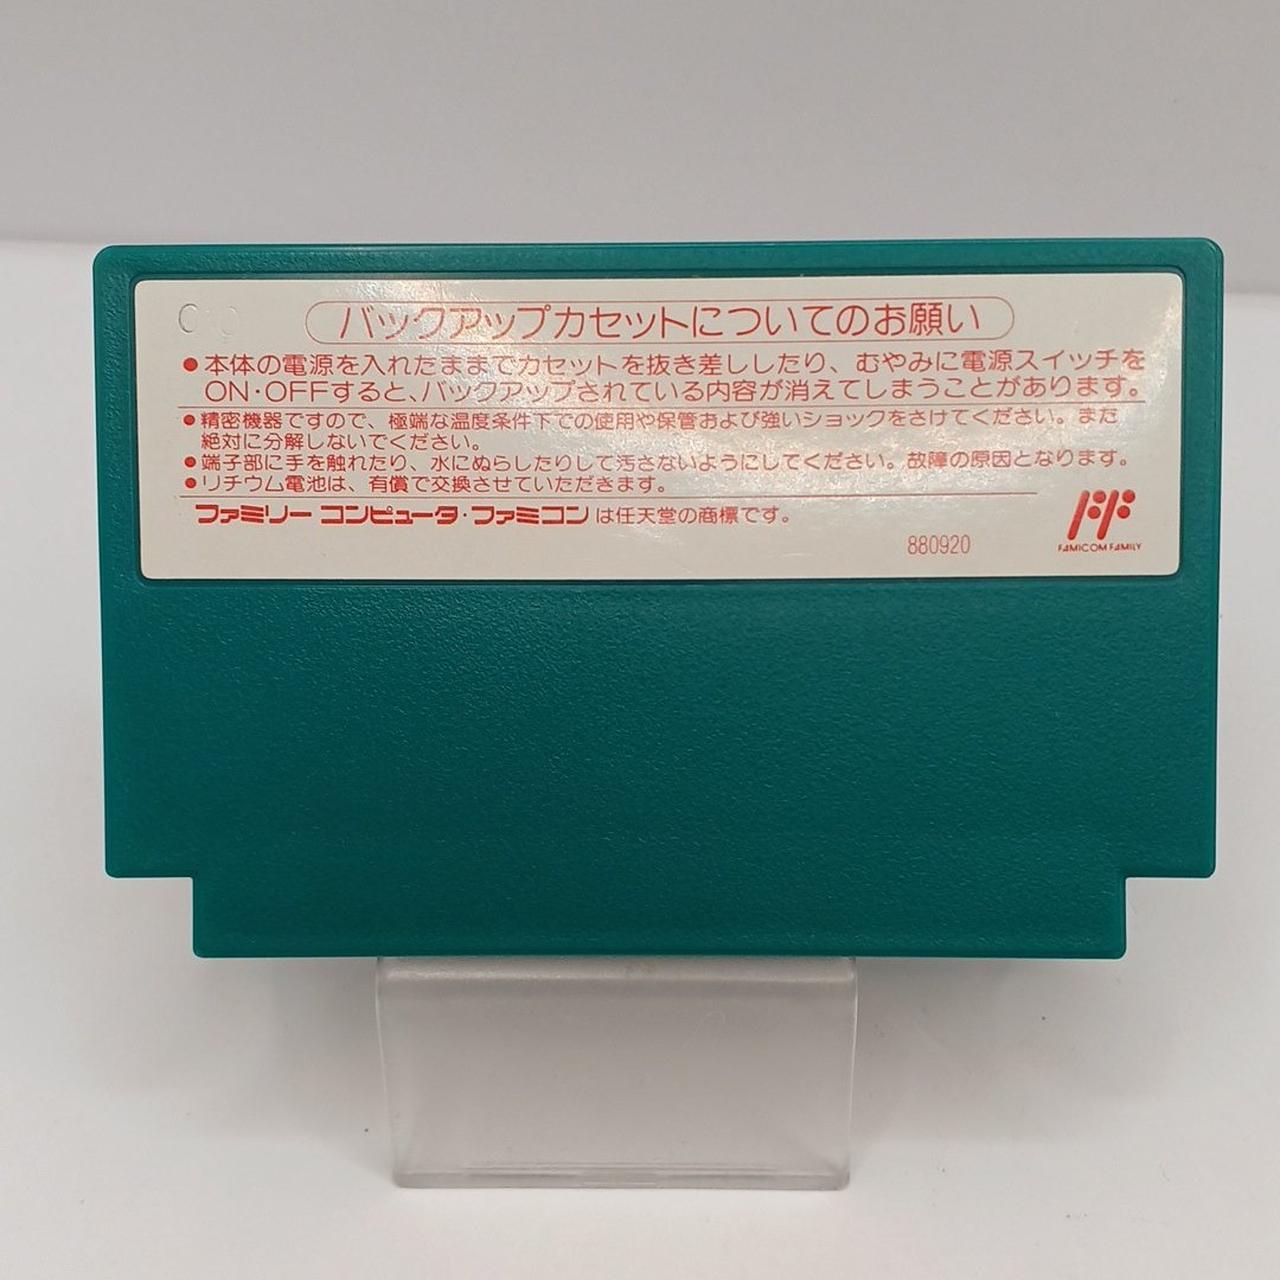 バックアップカセットについてのお願い
●本体の電源を入れたままでカセットを抜き差ししたり、むやみに電源スイッチを
ON・OFFすると、バックアップされている内容が消えてしまうことがあります。
●精密機器ですので、極端な温度条件下での使用や保管および強いショックをさけてください。また
絶対に分解しないでください。
●端子部に手を触れたり、水にぬらしたりして汚さないようにしてください。故障の原因となります。
●リチウム電池は、有償で交換させていただきます。
ファミリーコンピュータ・ファミコンは任天堂の商標です。
880920
FAMICOM FAMILY